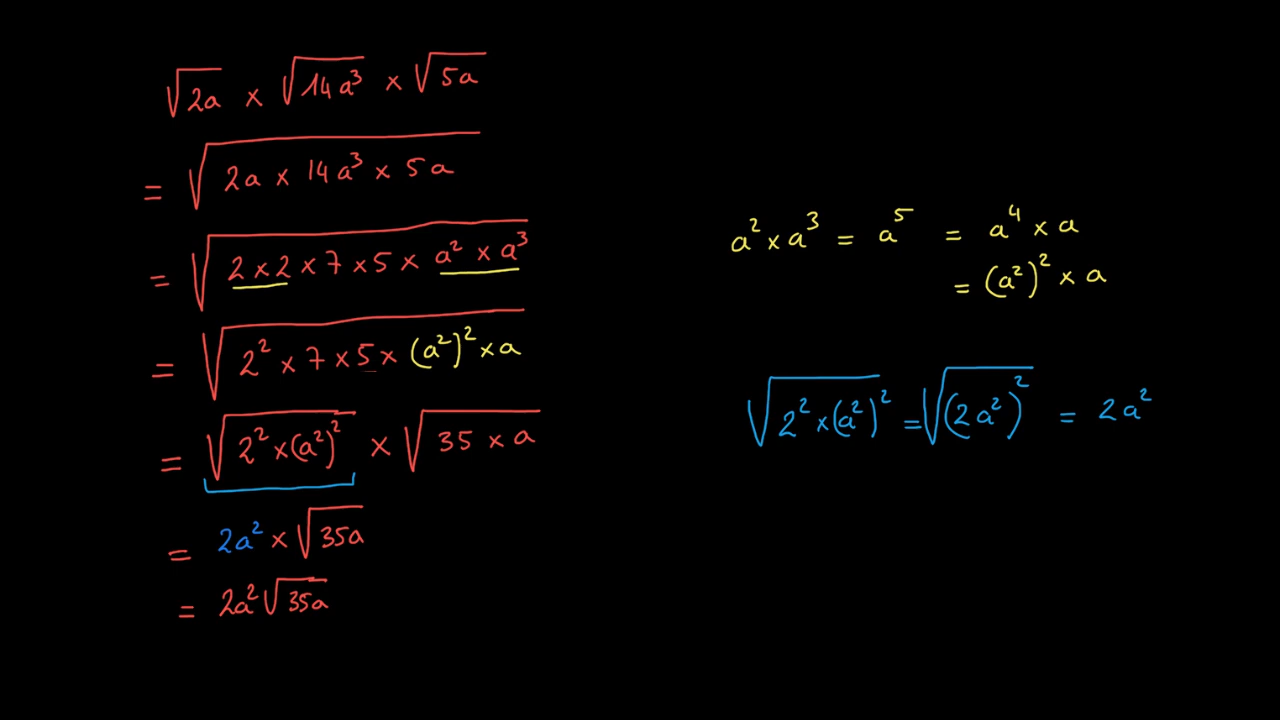 √2a × √14a³ × √5a
= √2a × 14a³ × 5a
= √2 × 2 × 7 × 5 × a² × a³
= √2² × 7 × 5 × (a²)² × a
= √2² × (a²)² × √35 × a
= 2a² × √35a
= 2a²√35a
a² × a³ = a⁵ = a⁴ × a
= (a²)² × a
√2² × (a²)² = √(2a²)² = 2a²